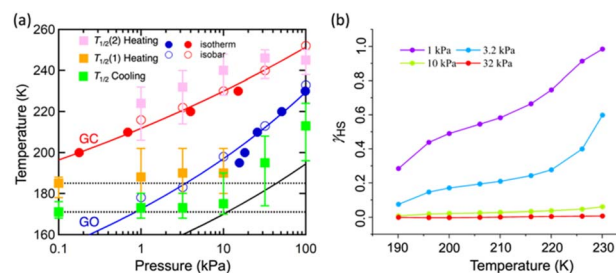 (a)
T1/2(2) Heating
T1/2(1) Heating
T1/2 Cooling
isotherm
isobar
GC
GO
260
240
220
200
180
160
Temperature (K)
0.1
1
10
100
Pressure (kPa)
(b)
1 kPa
3.2 kPa
10 kPa
32 kPa
1.0
0.8
0.6
0.4
0.2
0.0
γHS
190
200
210
220
230
Temperature (K)